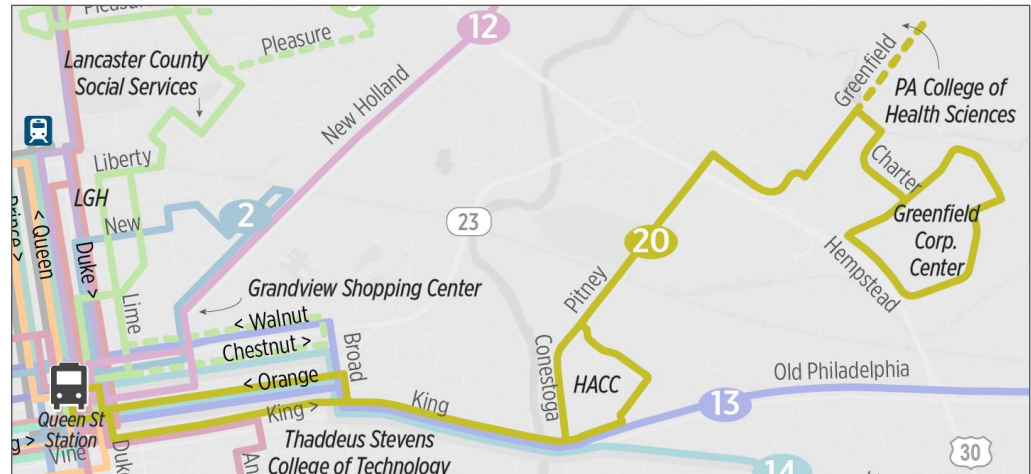 Pleasure
12
Pleasure
Lancaster County
Social Services
New Holland
Greenfield
PA College of
Health Sciences
Liberty
LGH
Charter
Prince >
< Queen
Duke >
New
2
23
20
Greenfield
Corp.
Center
Hempstead
Pitney
Grandview Shopping Center
Lime
< Walnut
Chestnut >
Broad
Conestoga
HACC
< Orange
King >
King
Old Philadelphia
13
Queen St
Station
Vine
Duke
Thaddeus Stevens
College of Technology
14
30